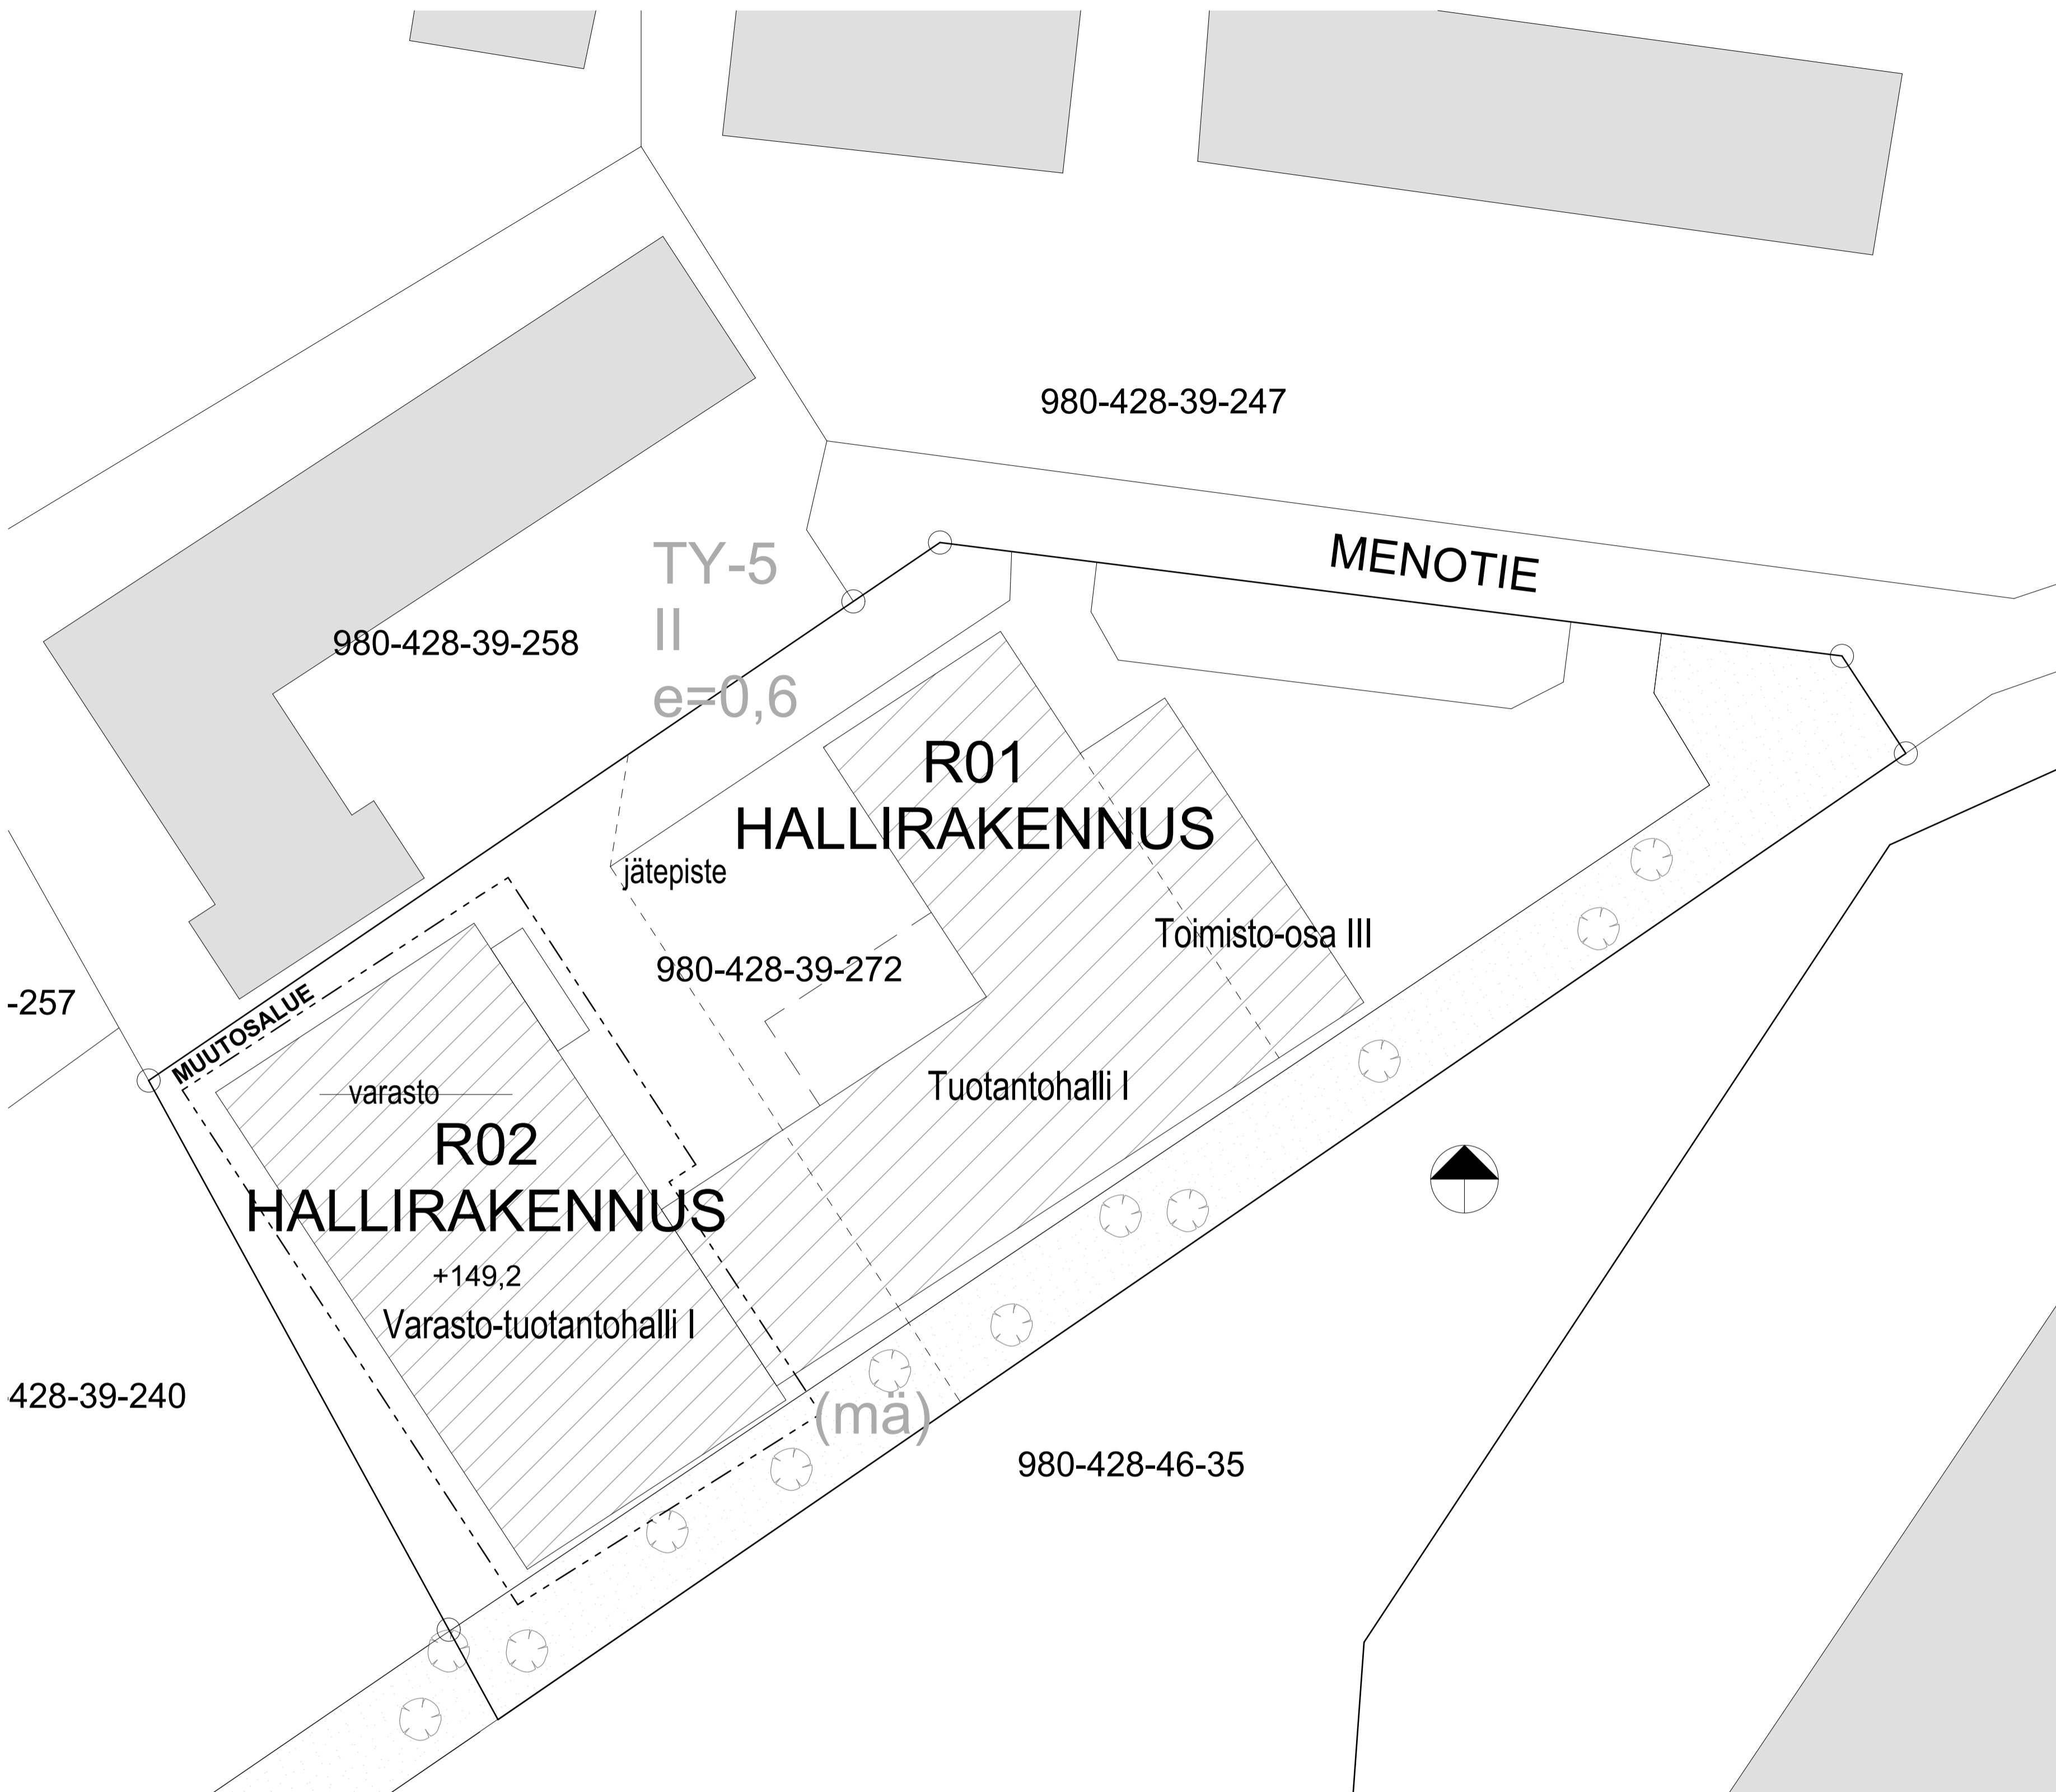 980-428-39-247
MENOTIE
TY-5
II
e=0,6
980-428-39-258
R01
HALLIRAKENNUS
jätepiste
Toimisto-osa III
980-428-39-272
-257
MUUTOSALUE
Tuotantohalli I
varasto
R02
HALLIRAKENNUS
+149,2
Varasto-tuotantohalli I
428-39-240
(mä)
980-428-46-35